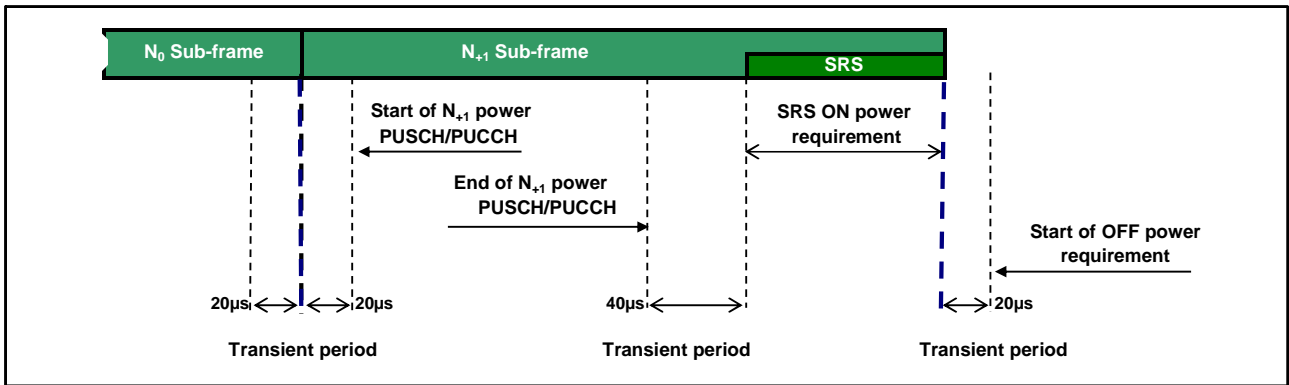 N₀ Sub-frame
N₊₁ Sub-frame
SRS
Start of N₊₁ power
PUSCH/PUCCH
SRS ON power
requirement
End of N₊₁ power
PUSCH/PUCCH
Start of OFF power
requirement
20µs
20µs
40µs
20µs
Transient period
Transient period
Transient period